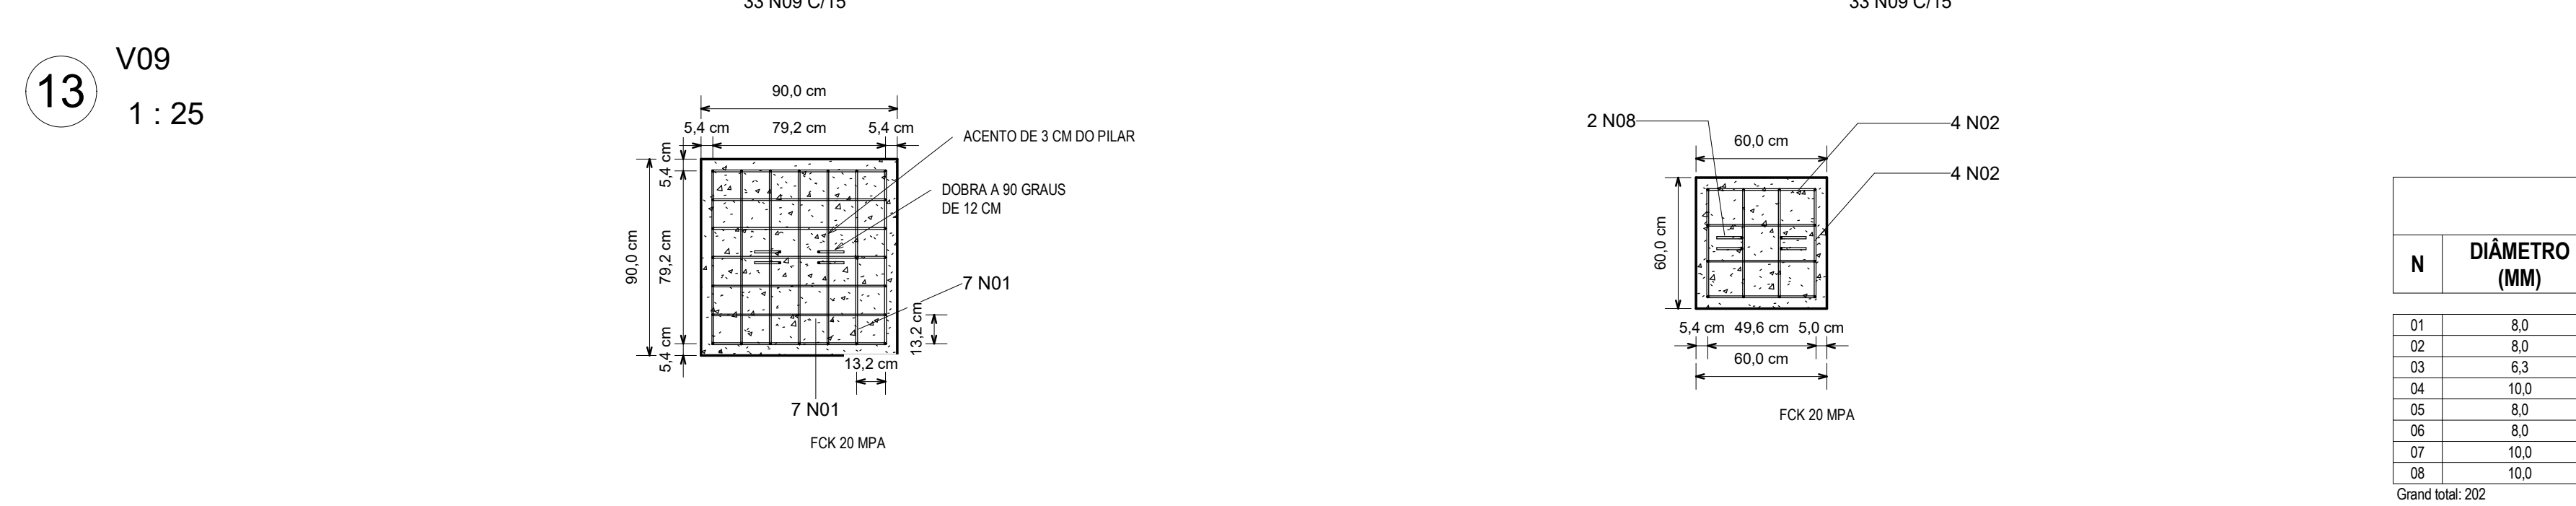 33 N09 C/15
33 N09 C/15
13
V09
1 : 25
90,0 cm
5,4 cm
79,2 cm
5,4 cm
ACENTO DE 3 CM DO PILAR
DOBRA A 90 GRAUS
DE 12 CM
5,4 cm
90,0 cm
79,2 cm
5,4 cm
7 N01
13,2 cm
13,2 cm
7 N01
FCK 20 MPA
2 N08
4 N02
60,0 cm
4 N02
60,0 cm
5,4 cm
49,6 cm
5,0 cm
60,0 cm
FCK 20 MPA
N
DIÂMETRO
(MM)
01 8,0
02 8,0
03 6,3
04 10,0
05 8,0
06 8,0
07 10,0
08 10,0
Grand total: 202